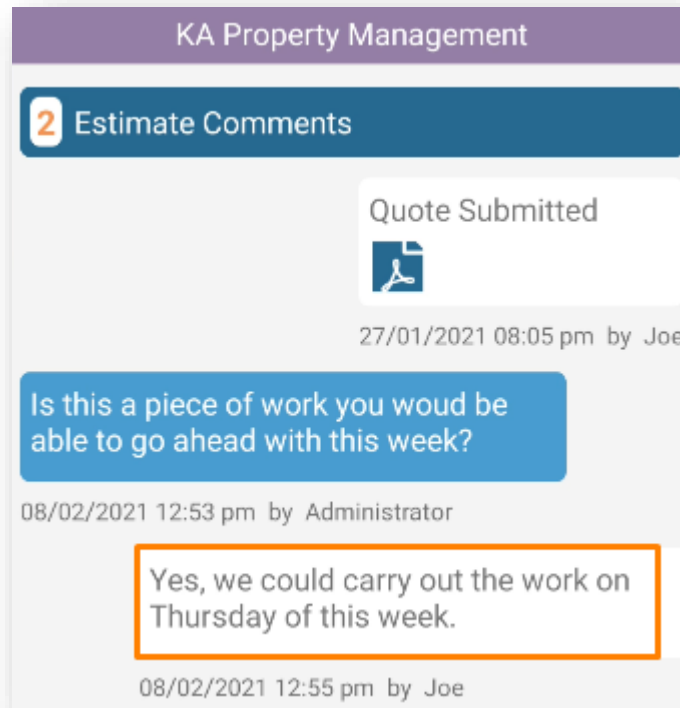 KA Property Management
2 Estimate Comments
Quote Submitted
27/01/2021 08:05 pm by Joe
Is this a piece of work you woud be
able to go ahead with this week?
08/02/2021 12:53 pm by Administrator
Yes, we could carry out the work on
Thursday of this week.
08/02/2021 12:55 pm by Joe